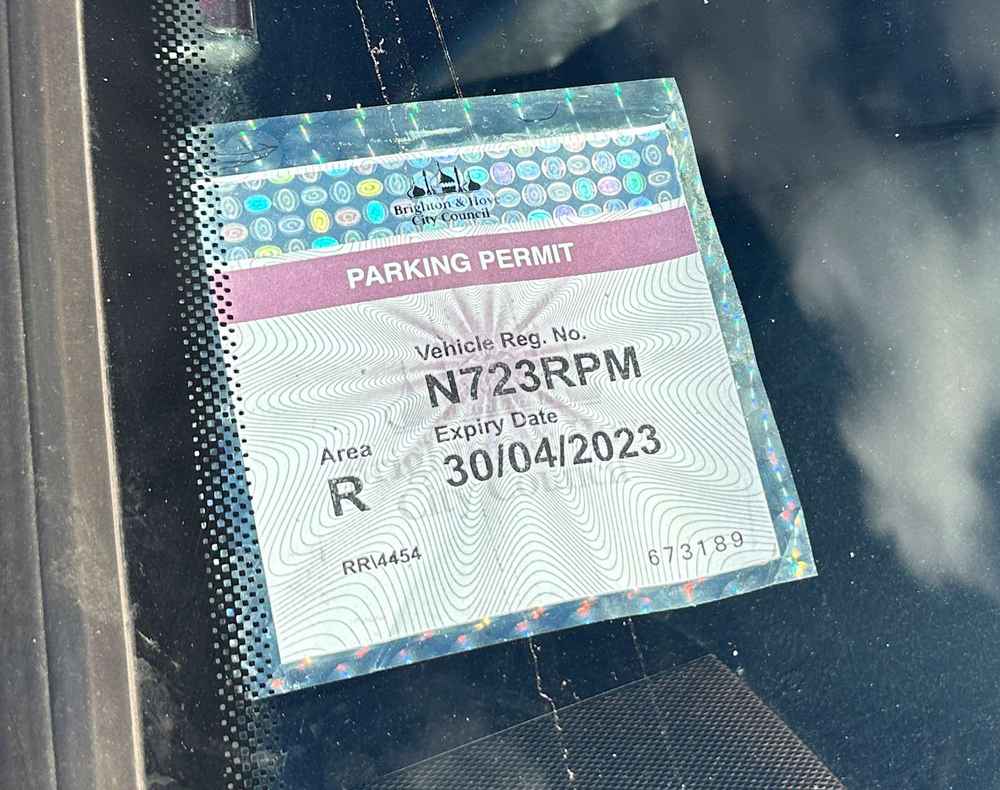 Brighton & Hove
City Council
PARKING PERMIT
Vehicle Reg. No.
N723RPM
Expiry Date
30/04/2023
Area
R
RR\4454
673189